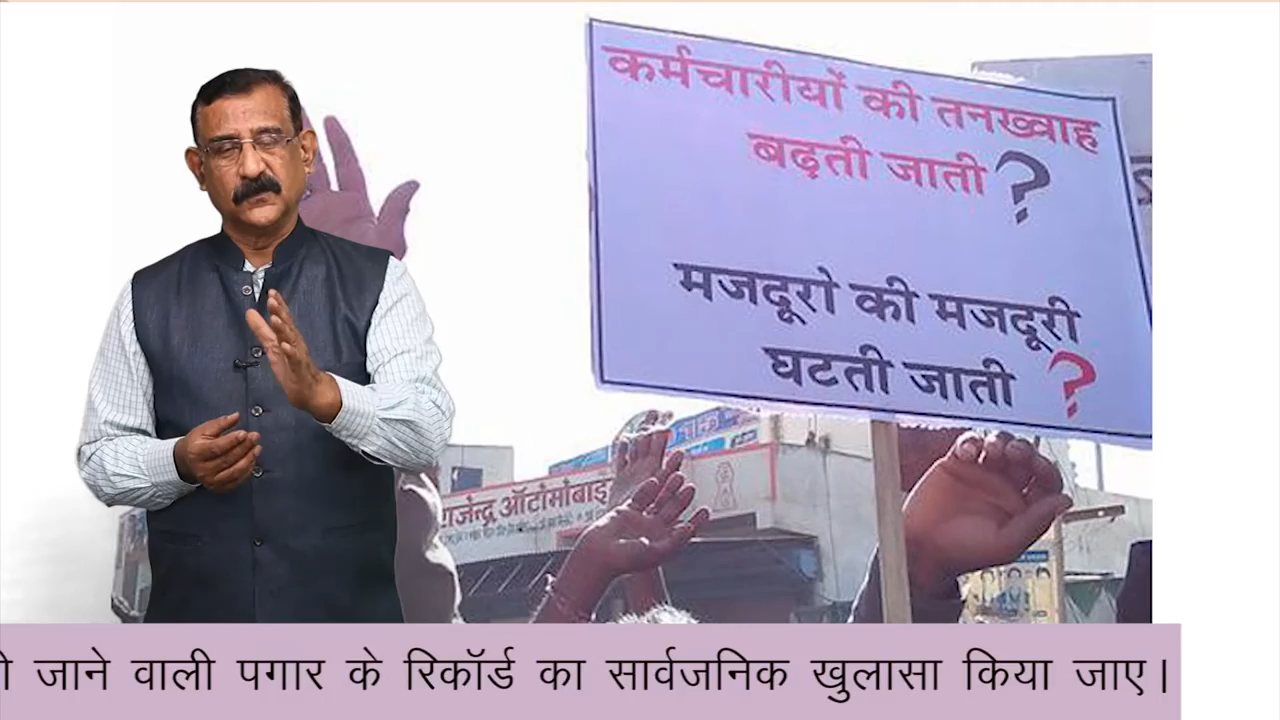 कर्मचारीयों की तनख्वाह
बढ़ती जाती ?
मजदूरो की मजदूरी
घटती जाती ?
राजेन्द्र ऑटोमोबाइ
जाने वाली पगार के रिकॉर्ड का सार्वजनिक खुलासा किया जाए।